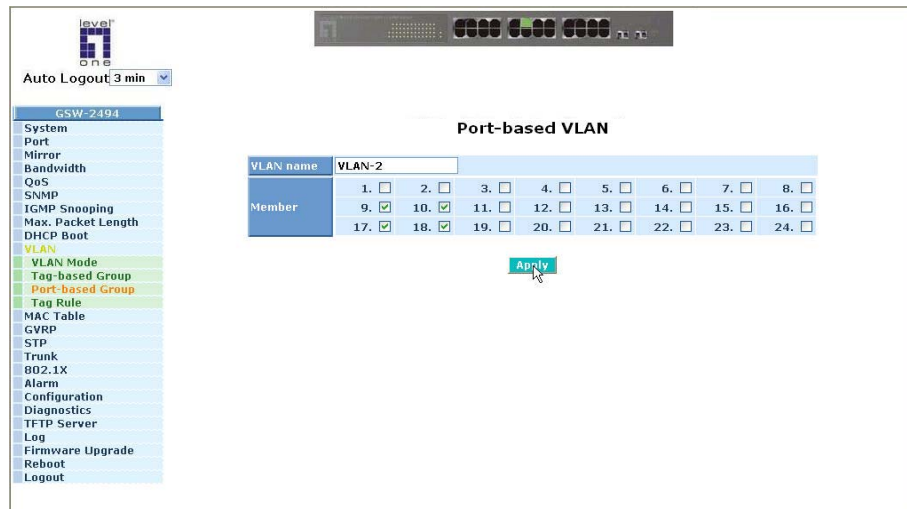 level
one
Auto Logout 3 min
GSW-2494
System
Port
Mirror
Bandwidth
QoS
SNMP
IGMP Snooping
Max. Packet Length
DHCP Boot
VLAN
VLAN Mode
Tag-based Group
Port-based Group
Tag Rule
MAC Table
GVRP
STP
Trunk
802.1X
Alarm
Configuration
Diagnostics
TFTP Server
Log
Firmware Upgrade
Reboot
Logout
Port-based VLAN
VLAN name VLAN-2
Member
1. 2. 3. 4. 5. 6. 7. 8.
9. 10. 11. 12. 13. 14. 15. 16.
17. 18. 19. 20. 21. 22. 23. 24.
Apply